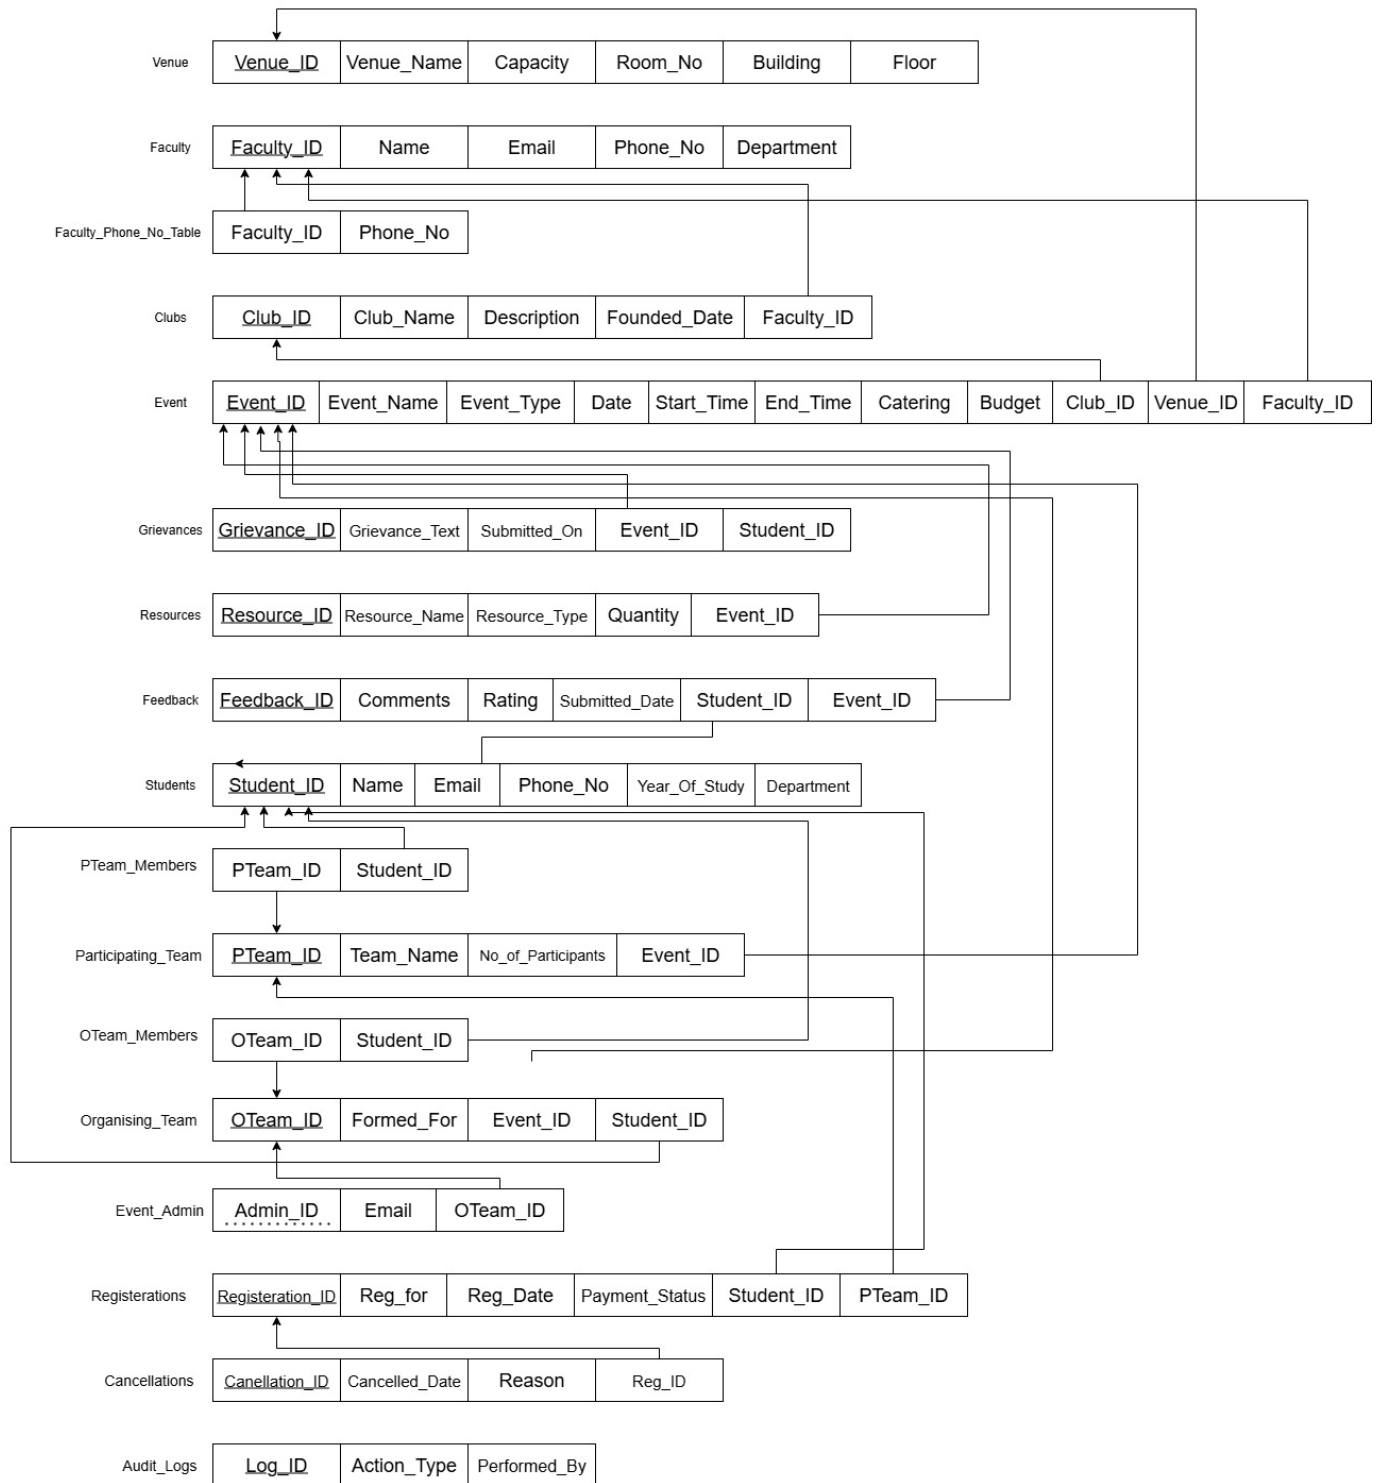 Venue Venue_ID Venue_Name Capacity Room_No Building Floor
Faculty Faculty_ID Name Email Phone_No Department
Faculty_Phone_No_Table Faculty_ID Phone_No
Clubs Club_ID Club_Name Description Founded_Date Faculty_ID
Event Event_ID Event_Name Event_Type Date Start_Time End_Time Catering Budget Club_ID Venue_ID Faculty_ID
Grievances Grievance_ID Grievance_Text Submitted_On Event_ID Student_ID
Resources Resource_ID Resource_Name Resource_Type Quantity Event_ID
Feedback Feedback_ID Comments Rating Submitted_Date Student_ID Event_ID
Students Student_ID Name Email Phone_No Year_Of_Study Department
PTeam_Members PTeam_ID Student_ID
Participating_Team PTeam_ID Team_Name No_of_Participants Event_ID
OTeam_Members OTeam_ID Student_ID
Organising_Team OTeam_ID Formed_For Event_ID Student_ID
Event_Admin Admin_ID Email OTeam_ID
Registerations Registeration_ID Reg_for Reg_Date Payment_Status Student_ID PTeam_ID
Cancellations Canellation_ID Cancelled_Date Reason Reg_ID
Audit_Logs Log_ID Action_Type Performed_By